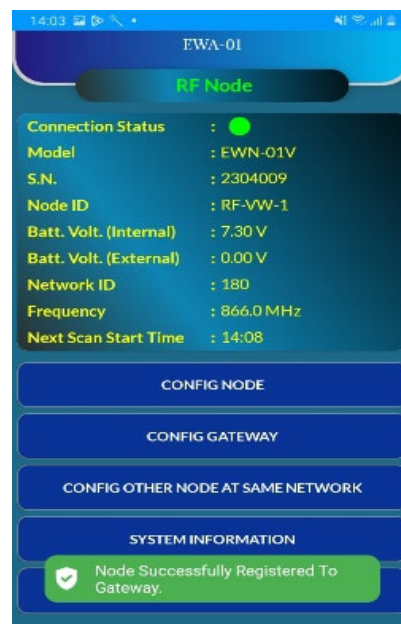 14:03
EWA-01
RF Node
Connection Status :
Model : EWN-01V
S.N. : 2304009
Node ID : RF-VW-1
Batt. Volt. (Internal) : 7.30 V
Batt. Volt. (External) : 0.00 V
Network ID : 180
Frequency : 866.0 MHz
Next Scan Start Time : 14:08
CONFIG NODE
CONFIG GATEWAY
CONFIG OTHER NODE AT SAME NETWORK
SYSTEM INFORMATION
Node Successfully Registered To
Gateway.